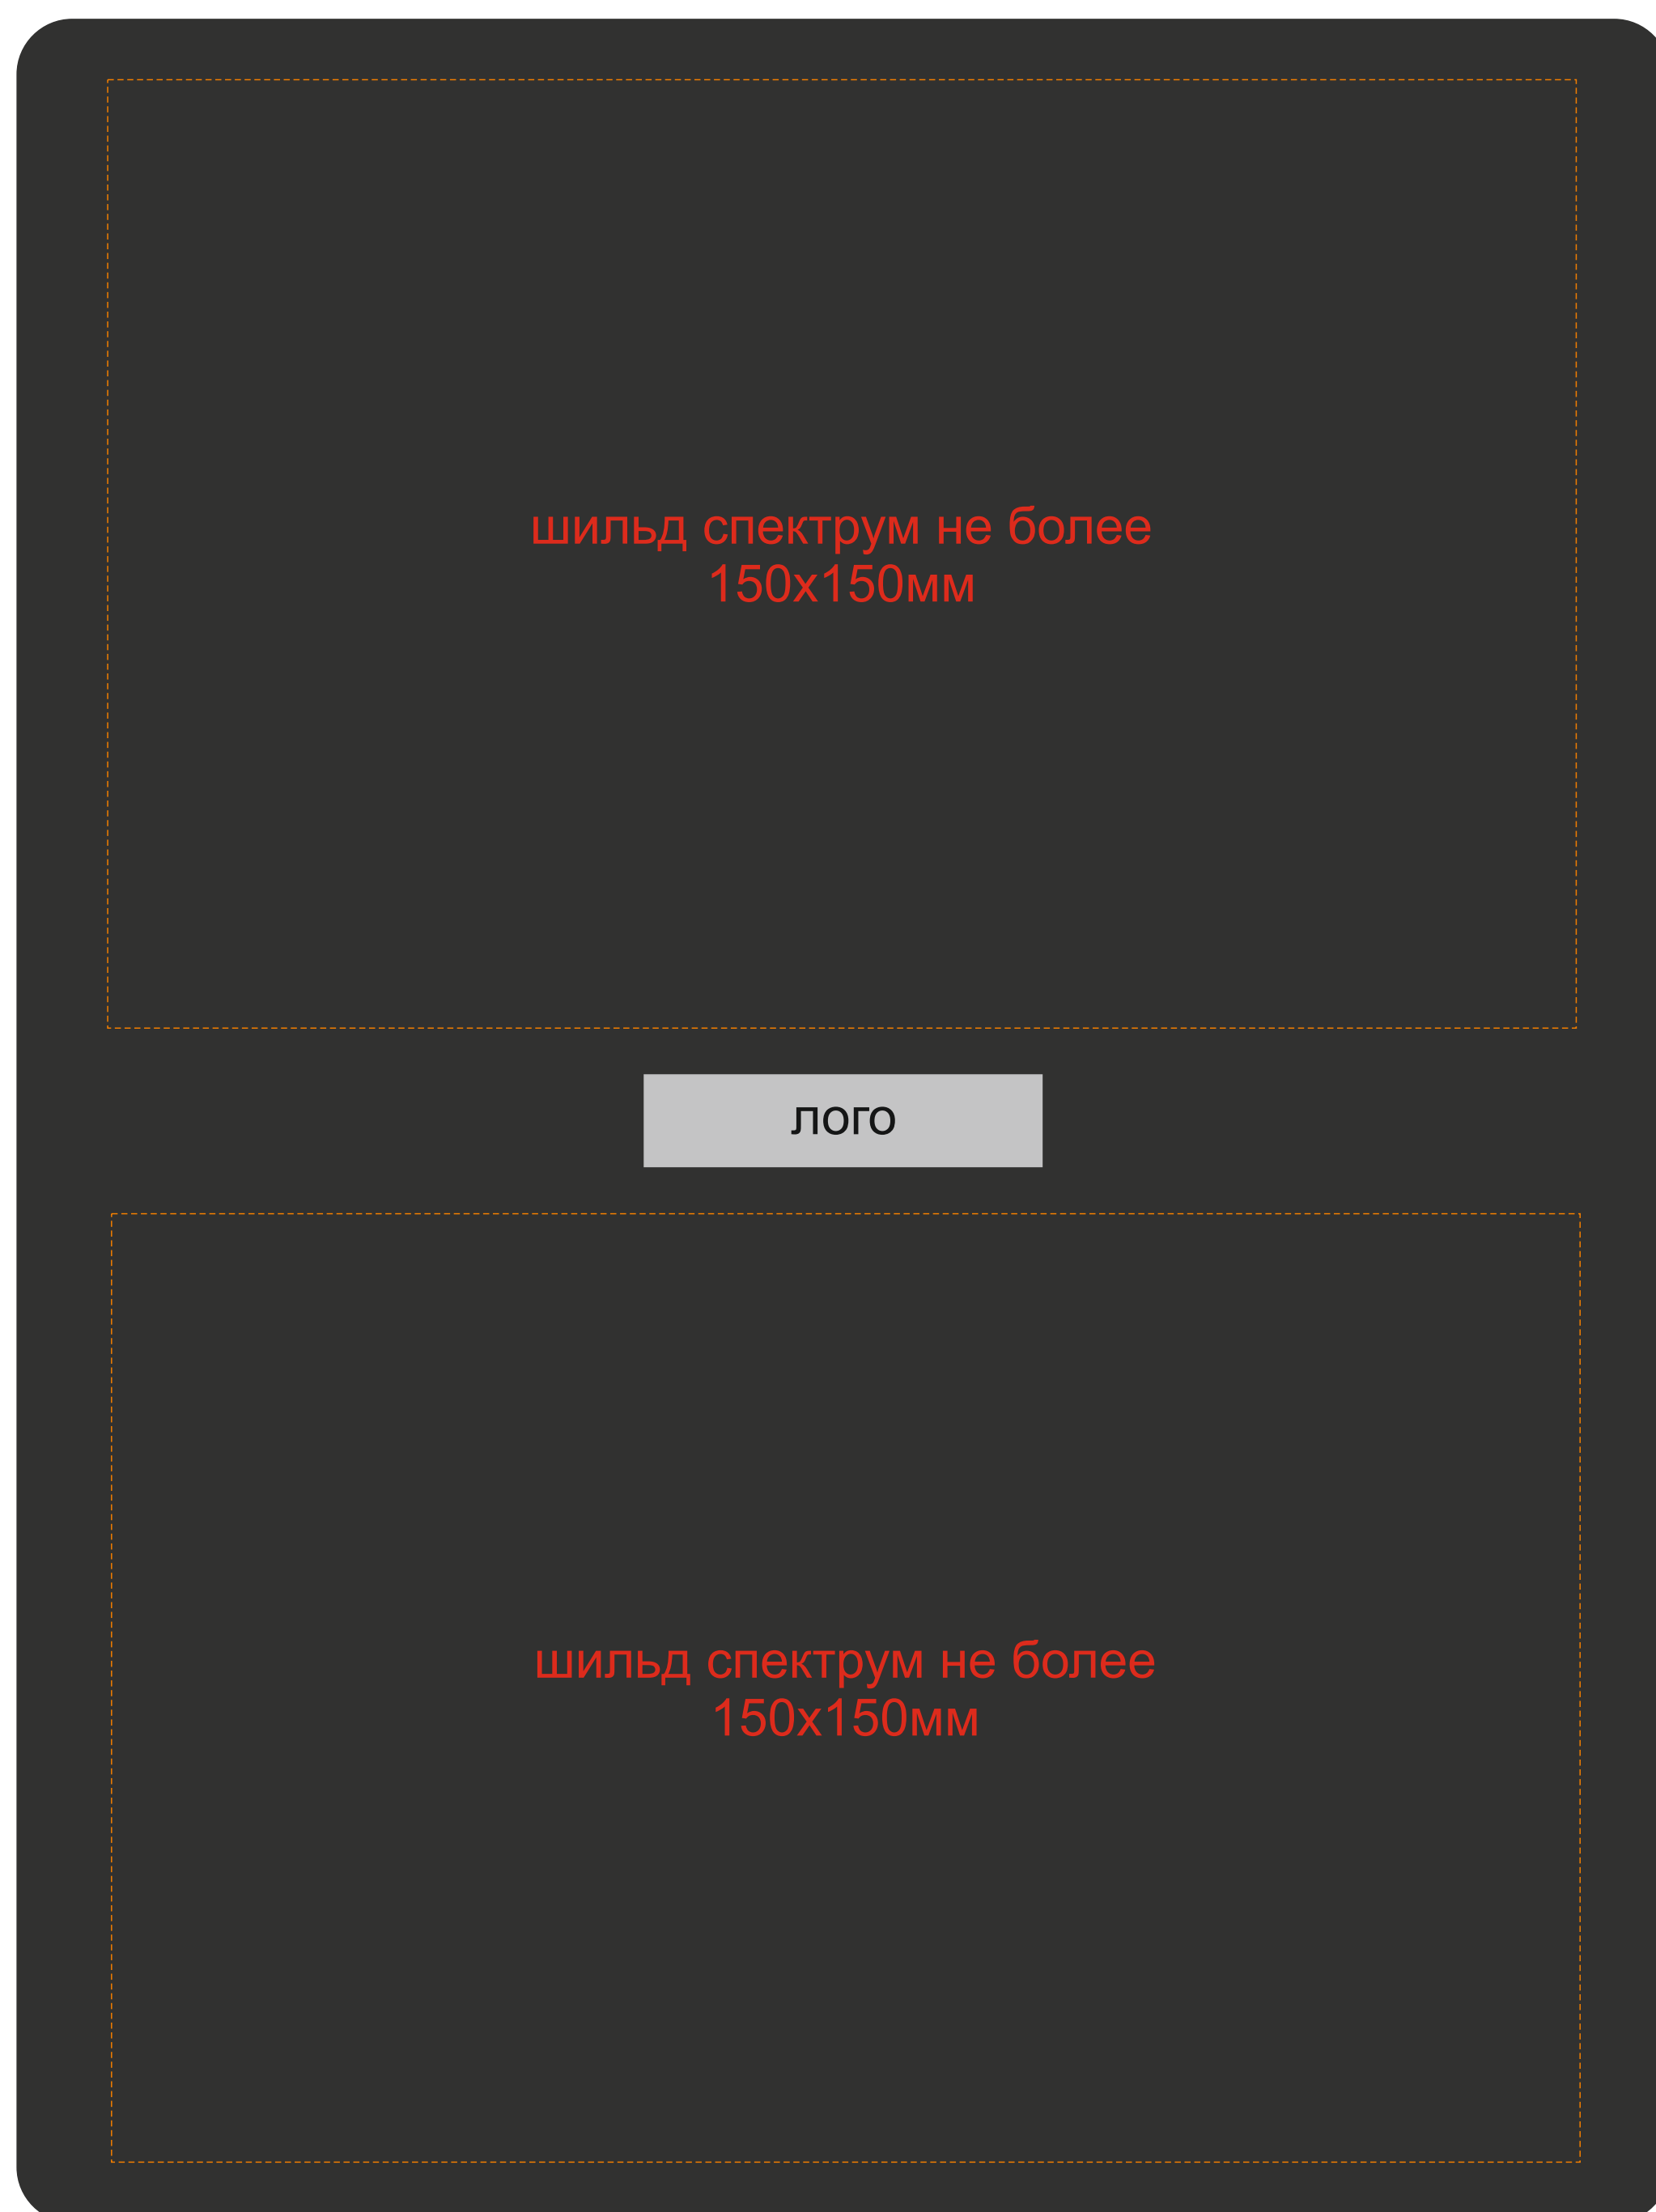 шильд спектрум не более
150х150мм
лого
шильд спектрум не более
150х150мм